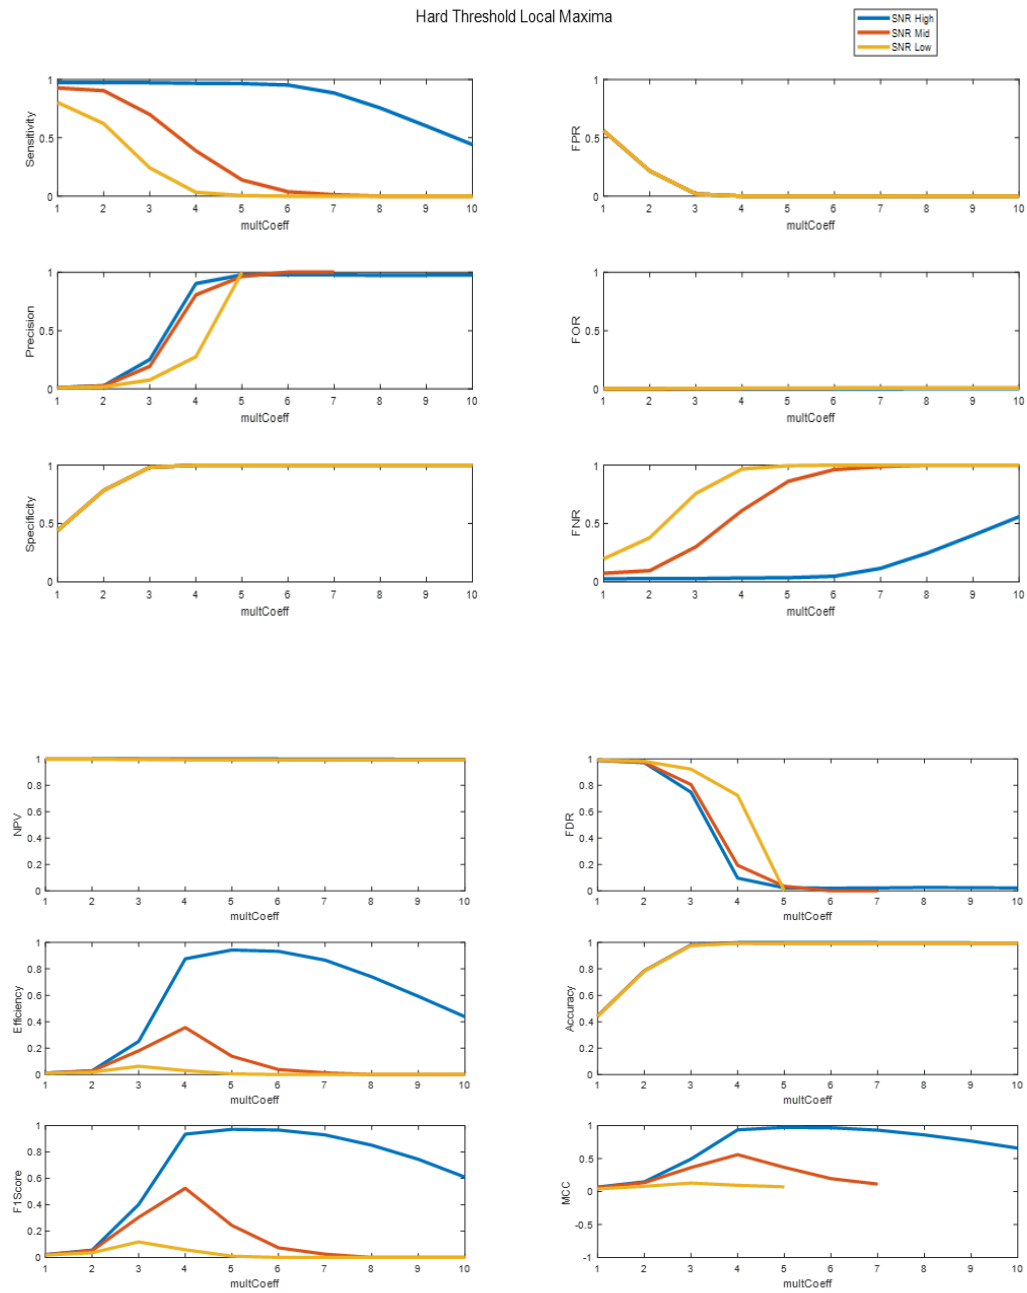 Hard Threshold Local Maxima
SNR High
SNR Mid
SNR Low
Sensitivity
1
0.5
0
1 2 3 4 5 6 7 8 9 10
multCoeff
FPR
1
0.5
0
1 2 3 4 5 6 7 8 9 10
multCoeff
Precision
1
0.5
0
1 2 3 4 5 6 7 8 9 10
multCoeff
FOR
1
0.5
0
1 2 3 4 5 6 7 8 9 10
multCoeff
Specificity
1
0.5
0
1 2 3 4 5 6 7 8 9 10
multCoeff
FNR
1
0.5
0
1 2 3 4 5 6 7 8 9 10
multCoeff
NPV
1
0.8
0.6
0.4
0.2
0
1 2 3 4 5 6 7 8 9 10
multCoeff
FDR
1
0.8
0.6
0.4
0.2
0
1 2 3 4 5 6 7 8 9 10
multCoeff
Efficiency
1
0.8
0.6
0.4
0.2
0
1 2 3 4 5 6 7 8 9 10
multCoeff
Accuracy
1
0.8
0.6
0.4
0.2
0
1 2 3 4 5 6 7 8 9 10
multCoeff
F1Score
1
0.8
0.6
0.4
0.2
0
1 2 3 4 5 6 7 8 9 10
multCoeff
MCC
1
0.5
0
-0.5
-1
1 2 3 4 5 6 7 8 9 10
multCoeff